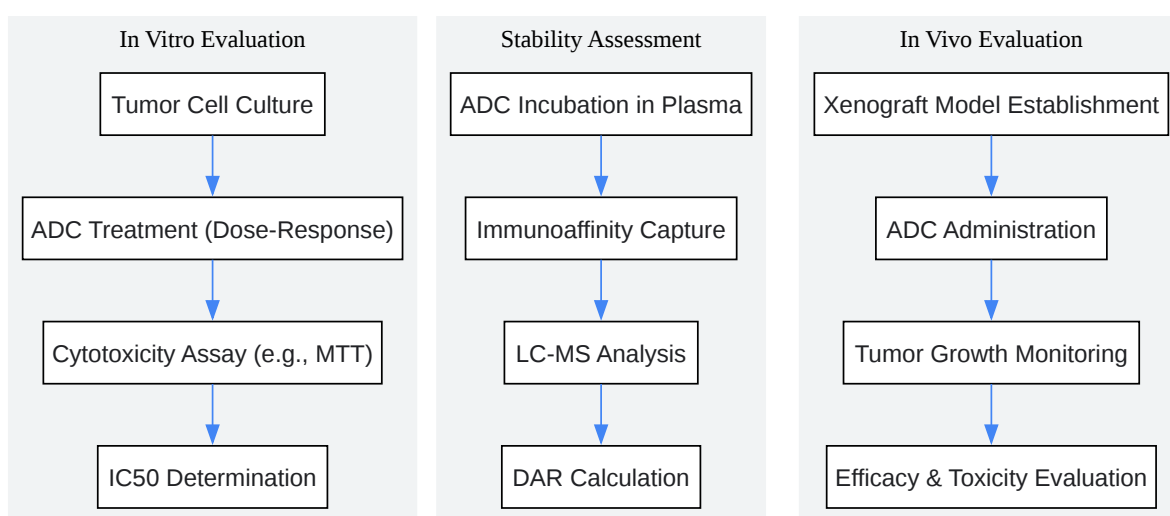 In Vitro Evaluation
Tumor Cell Culture
ADC Treatment (Dose-Response)
Cytotoxicity Assay (e.g., MTT)
IC50 Determination
Stability Assessment
ADC Incubation in Plasma
Immunoaffinity Capture
LC-MS Analysis
DAR Calculation
In Vivo Evaluation
Xenograft Model Establishment
ADC Administration
Tumor Growth Monitoring
Efficacy & Toxicity Evaluation